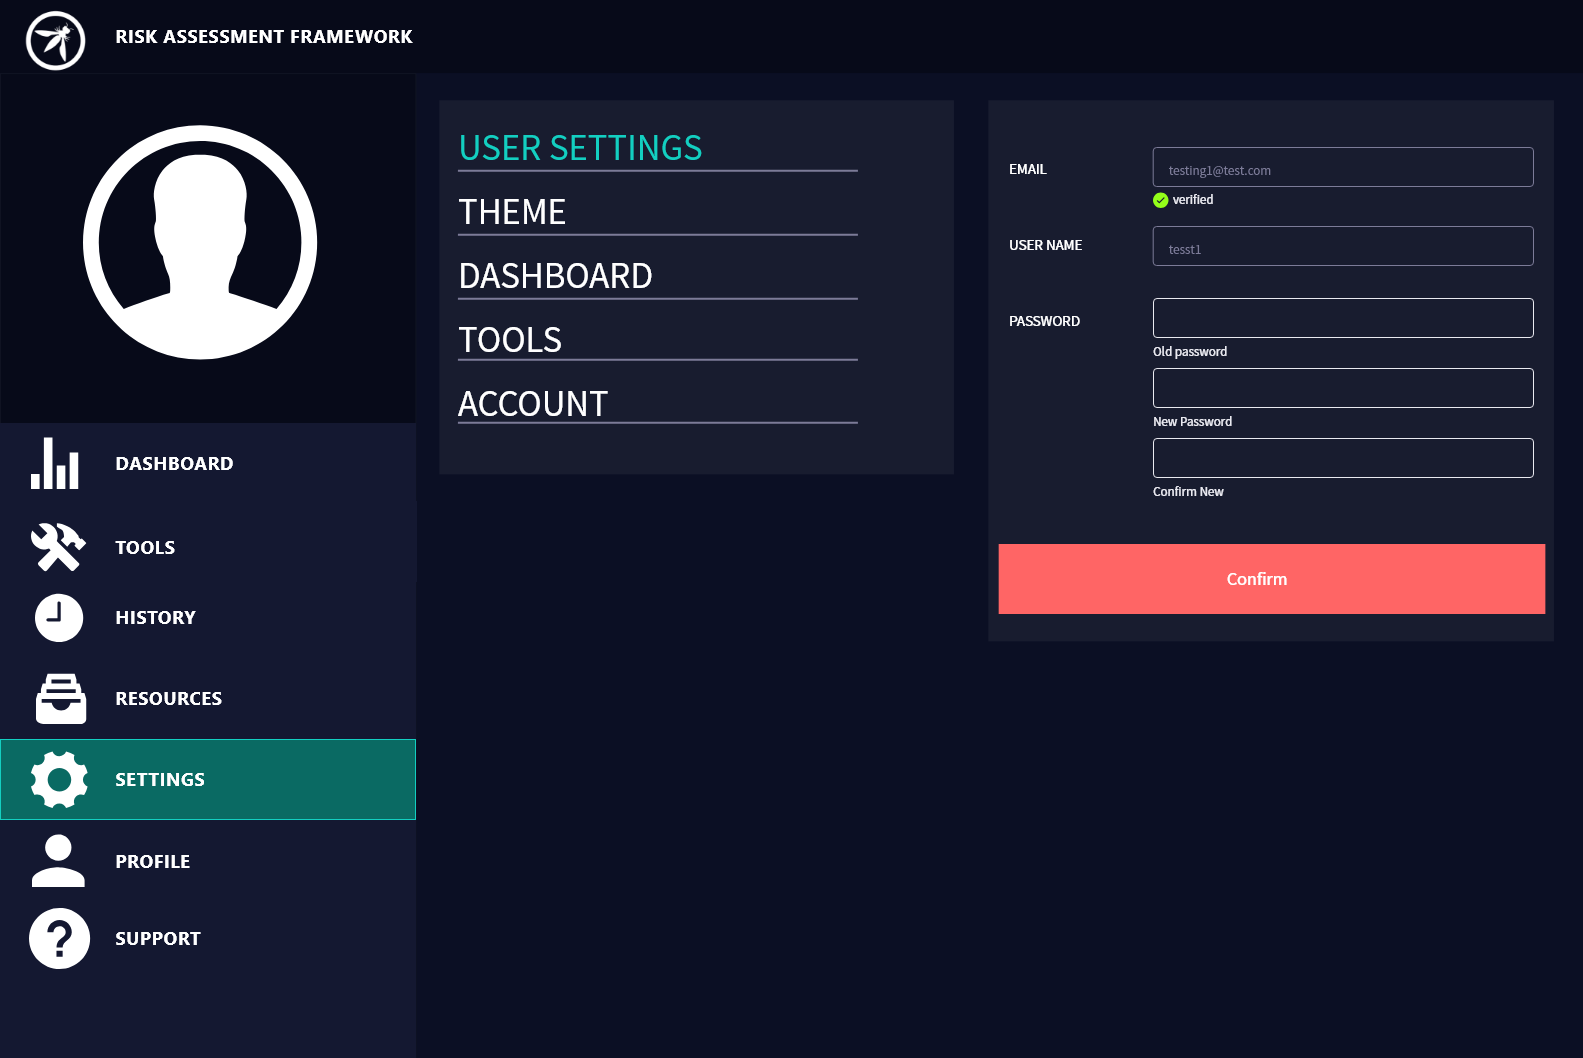 RISK ASSESSMENT FRAMEWORK
DASHBOARD
TOOLS
HISTORY
RESOURCES
SETTINGS
PROFILE
SUPPORT
USER SETTINGS
THEME
DASHBOARD
TOOLS
ACCOUNT
EMAIL
testing1@test.com
verified
USER NAME
tesst1
PASSWORD
Old password
New Password
Confirm New
Confirm